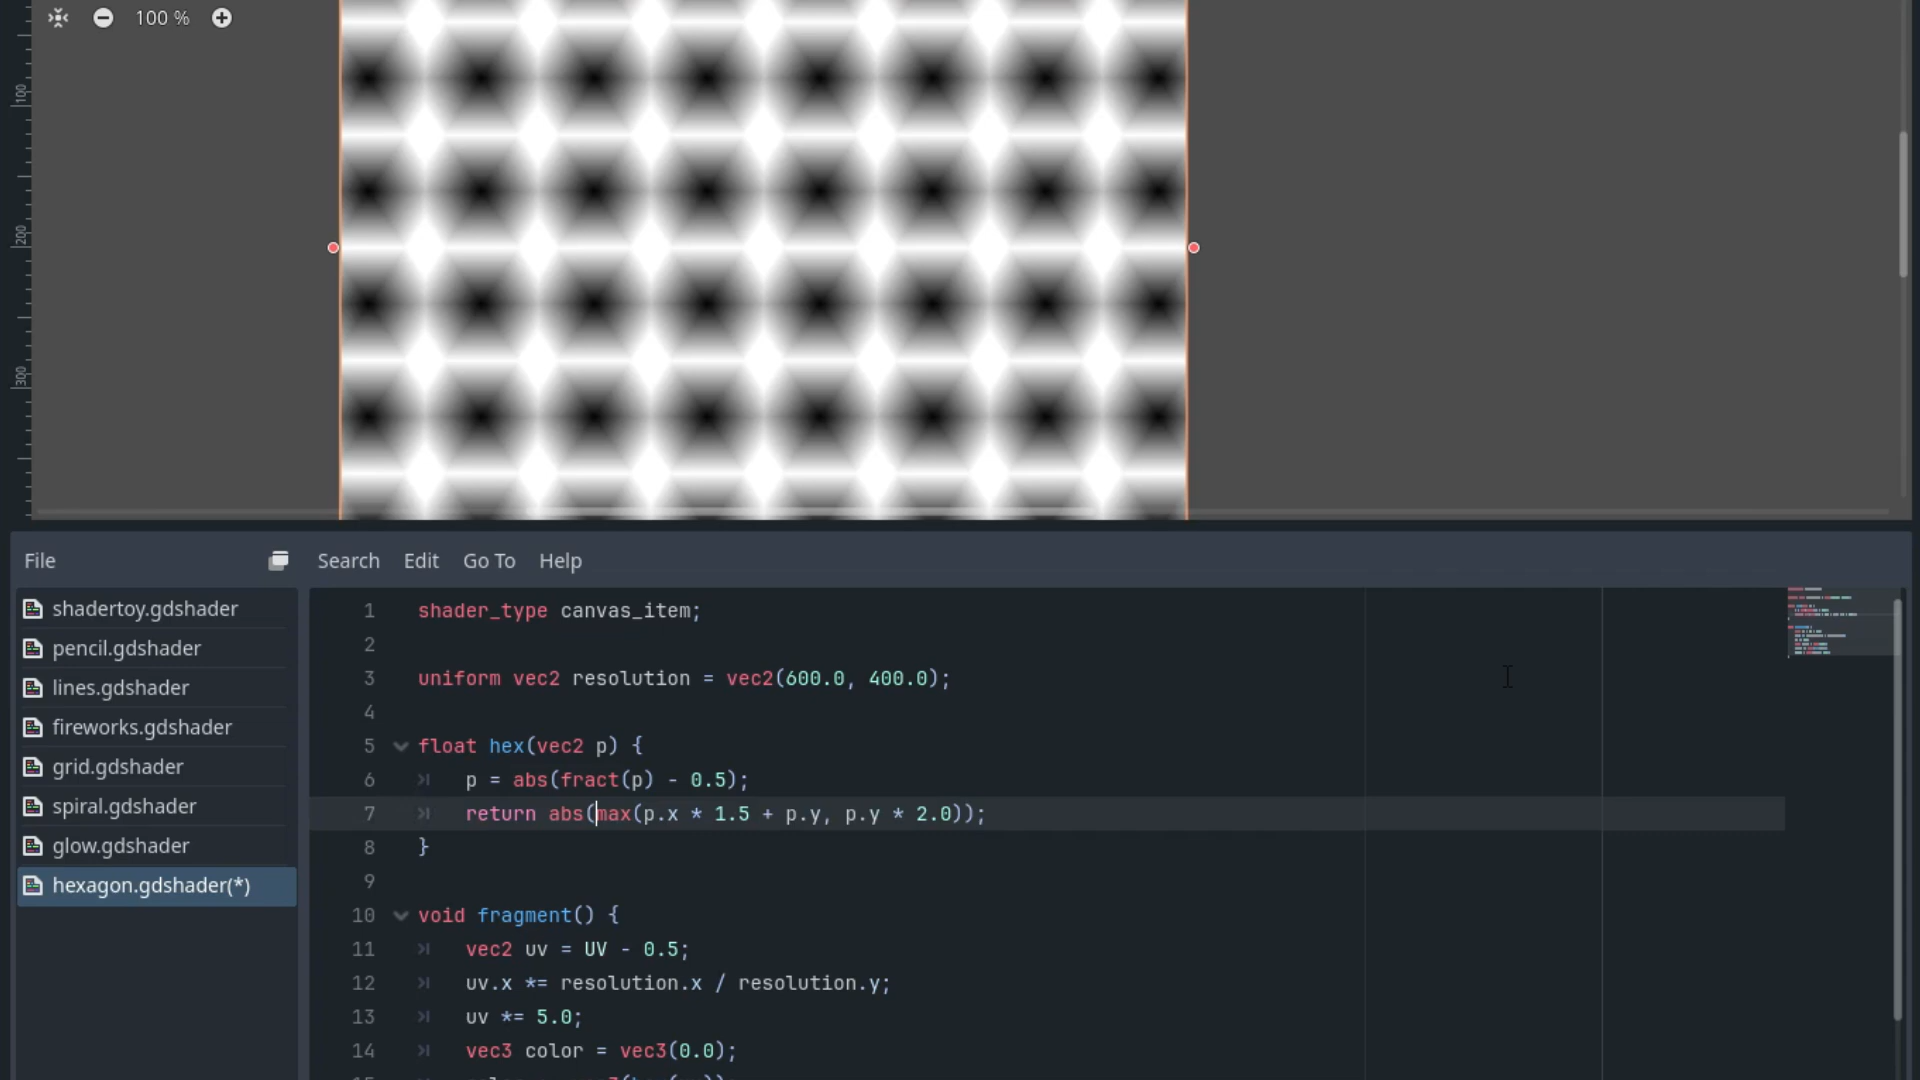 100 %
100
200
300
File
Search Edit Go To Help
shadertoy.gdshader
pencil.gdshader
lines.gdshader
fireworks.gdshader
grid.gdshader
spiral.gdshader
glow.gdshader
hexagon.gdshader(*)
1 shader_type canvas_item;
2
3 uniform vec2 resolution = vec2(600.0, 400.0);
4
5 float hex(vec2 p) {
6 p = abs(fract(p) - 0.5);
7 return abs(max(p.x * 1.5 + p.y, p.y * 2.0));
8 }
9
10 void fragment() {
11 vec2 uv = UV - 0.5;
12 uv.x *= resolution.x / resolution.y;
13 uv *= 5.0;
14 vec3 color = vec3(0.0);